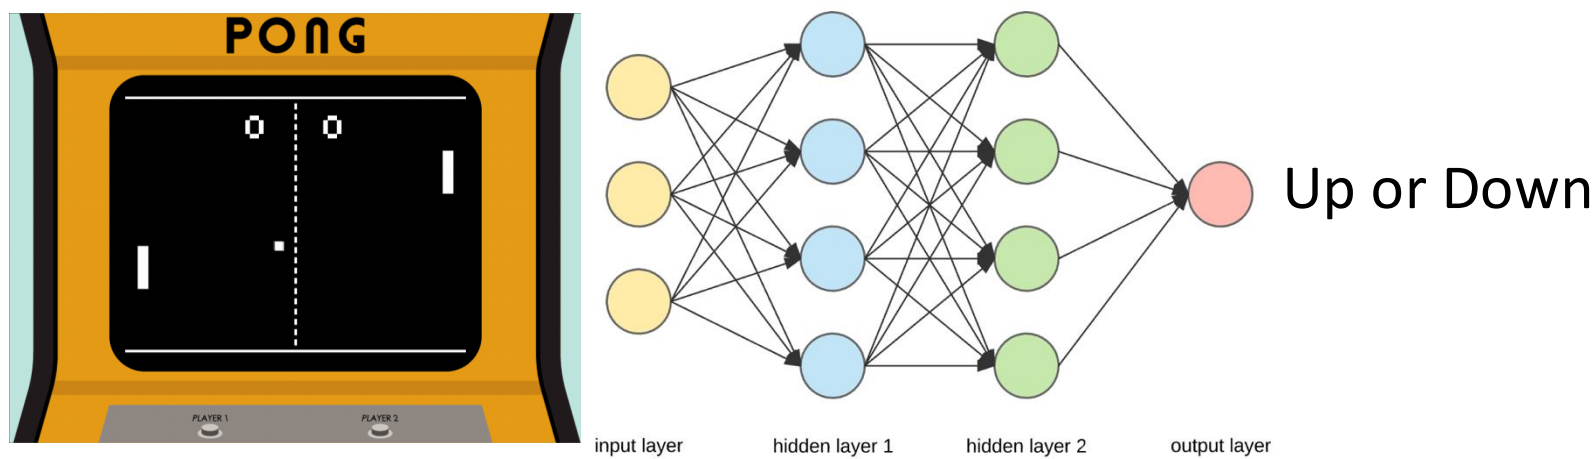 PONG
0 0
PLAYER 1 PLAYER 2
input layer hidden layer 1 hidden layer 2 output layer
Up or Down